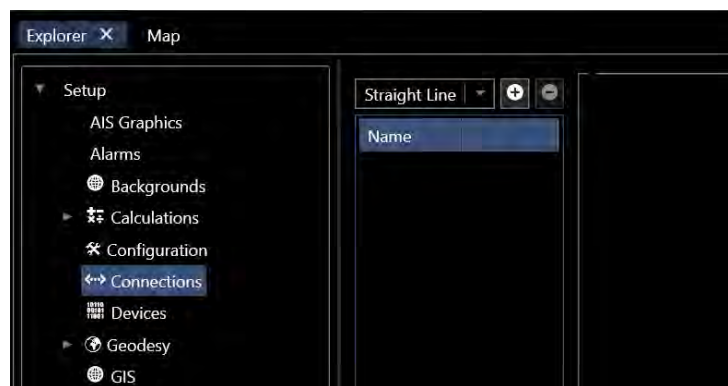 Explorer Map
Setup
AIS Graphics
Alarms
Backgrounds
Calculations
Configuration
Connections
Devices
Geodesy
GIS
Straight Line
Name